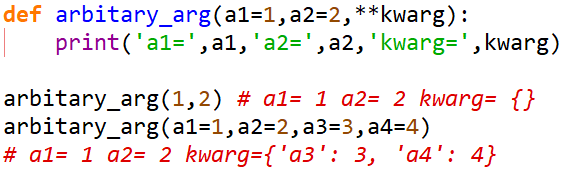 def arbitary_arg(a1=1,a2=2,**kwarg):
    print('a1=',a1,'a2=',a2,'kwarg=',kwarg)
arbitary_arg(1,2) # a1= 1 a2= 2 kwarg= {}
arbitary_arg(a1=1,a2=2,a3=3,a4=4)
# a1= 1 a2= 2 kwarg={'a3': 3, 'a4': 4}